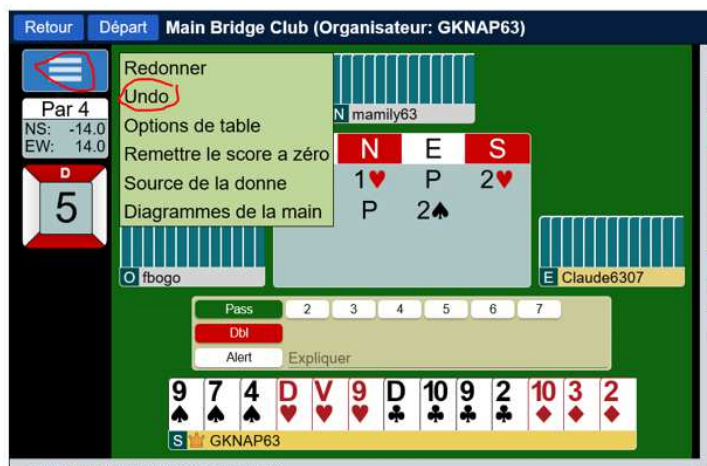 Retour Départ Main Bridge Club (Organisateur: GKNAP63)
Par 4
NS: -14.0
EW: 14.0
D
5
Redonner
Undo
Options de table
Remettre le score a zéro
Source de la donne
Diagrammes de la main
N mamily63
N E S
1♥ P 2♥
P 2♠
O fbogo
E Claude6307
Pass 2 3 4 5 6 7
Dbl
Alert Expliquer
9 7 4 D V 9 D 10 9 2 10 3 2
♠ ♠ ♠ ♥ ♥ ♥ ♣ ♣ ♣ ♣ ♦ ♦ ♦
S GKNAP63